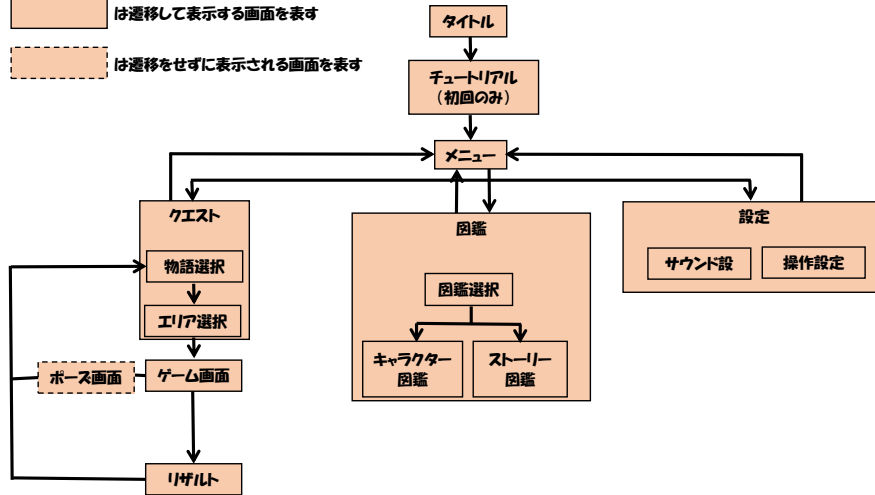 は遷移して表示する画面を表す
は遷移をせずに表示される画面を表す
タイトル
チュートリアル
(初回のみ)
メニュー
クエスト
物語選択
エリア選択
ポーズ画面
ゲーム画面
リザルト
図鑑
図鑑選択
キャラクター
図鑑
ストーリー
図鑑
設定
サウンド設
操作設定